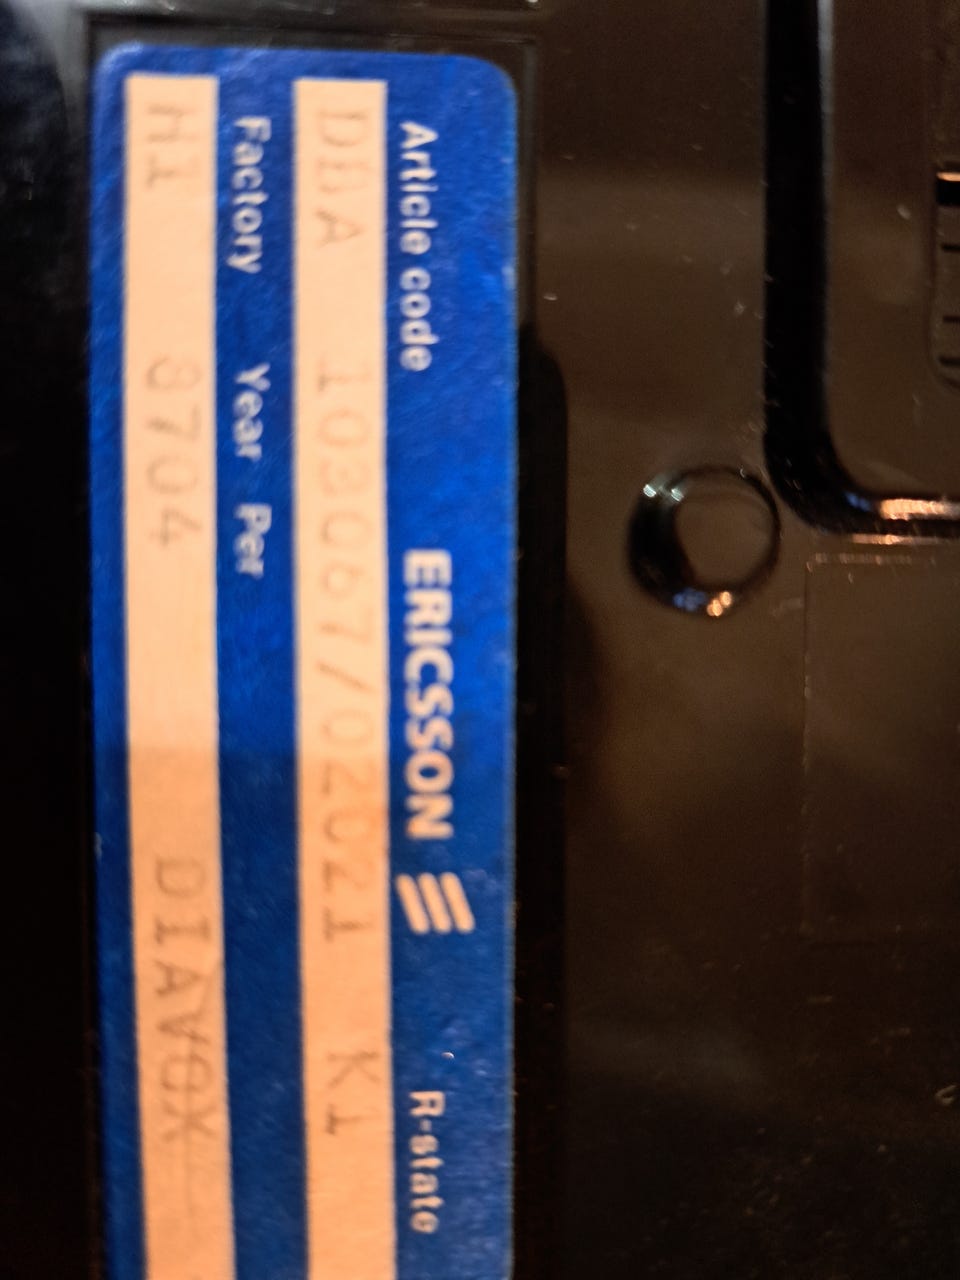 Article code ERICSSON R-state
DBA 103067/02021 K1
Factory Year Per
H1 8704 DIAVOX